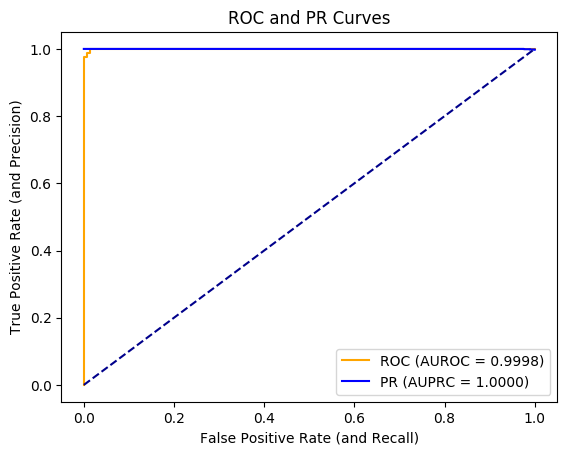 ROC and PR Curves
True Positive Rate (and Precision)
1.0
0.8
0.6
0.4
0.2
0.0
ROC (AUROC = 0.9998)
PR (AUPRC = 1.0000)
0.0 0.2 0.4 0.6 0.8 1.0
False Positive Rate (and Recall)